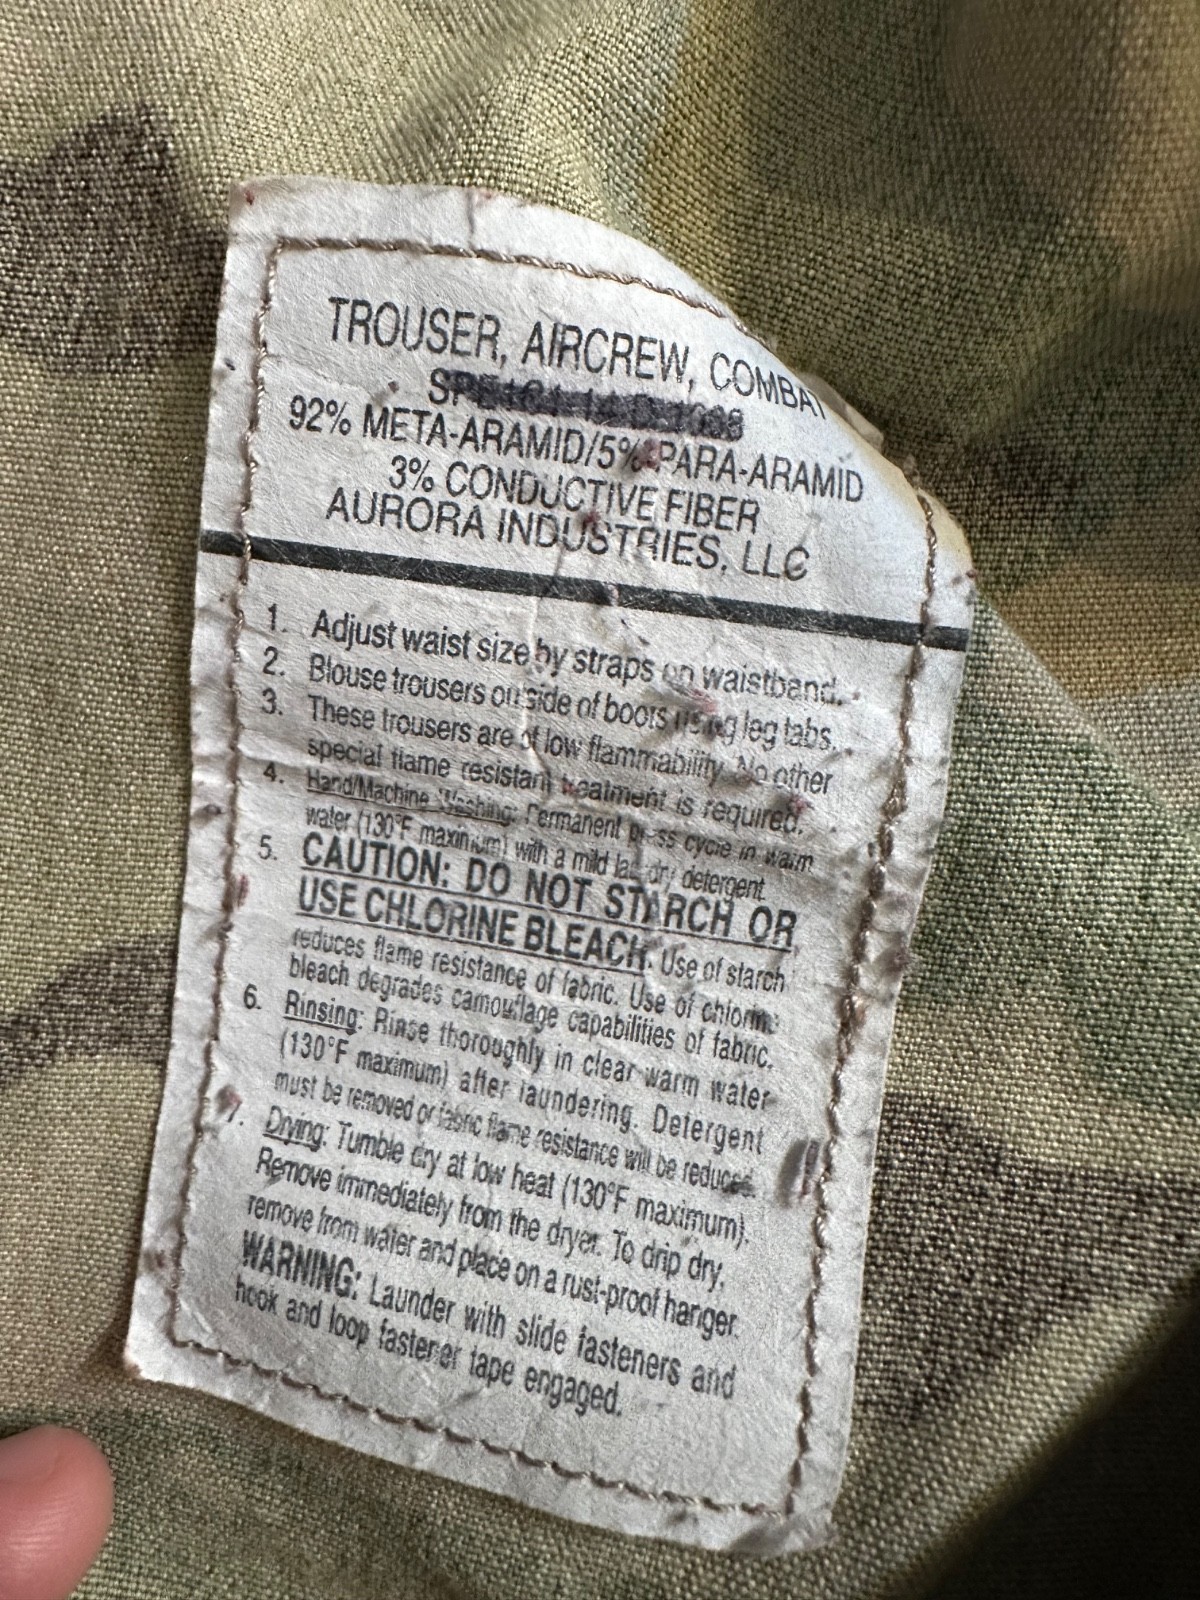 TROUSER, AIRCREW, COMBAT
92% META-ARAMID/5% PARA-ARAMID
3% CONDUCTIVE FIBER
AURORA INDUSTRIES, LLC
1. Adjust waist size by straps on waistband.
2. Blouse trousers outside of boots using leg tabs.
3. These trousers are of low flammability. No other
special flame resistant treatment is required.
4. Hand/Machine Washing: Permanent press cycle in warm
water (130°F maximum) with a mild laundry detergent.
5. CAUTION: DO NOT STARCH OR
USE CHLORINE BLEACH. Use of starch
reduces flame resistance of fabric. Use of chlorine
bleach degrades camouflage capabilities of fabric.
6. Rinsing: Rinse thoroughly in clear warm water
(130°F maximum) after laundering. Detergent
must be removed or fabric flame resistance will be reduced.
7. Drying: Tumble dry at low heat (130°F maximum).
Remove immediately from the dryer. To drip dry,
remove from water and place on a rust-proof hanger.
WARNING: Launder with slide fasteners and
hook and loop fastener tape engaged.